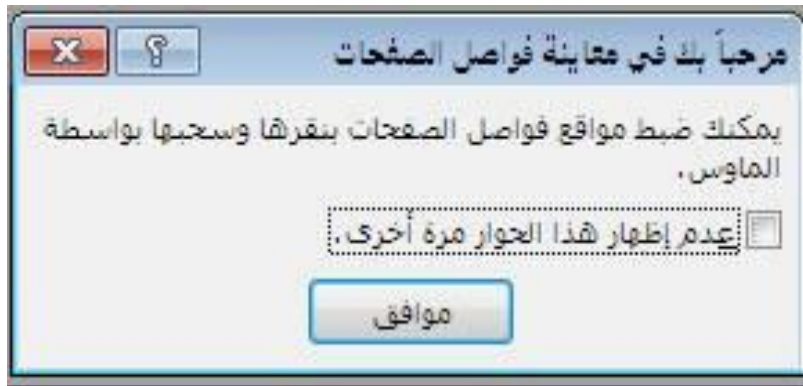 مرحباً بك في معاينة فواصل الصفحات
يمكنك ضبط مواقع فواصل الصفحات بنقرها وسحبها بواسطة
الماوس.
عدم إظهار هذا الحوار مرة أخرى.
موافق